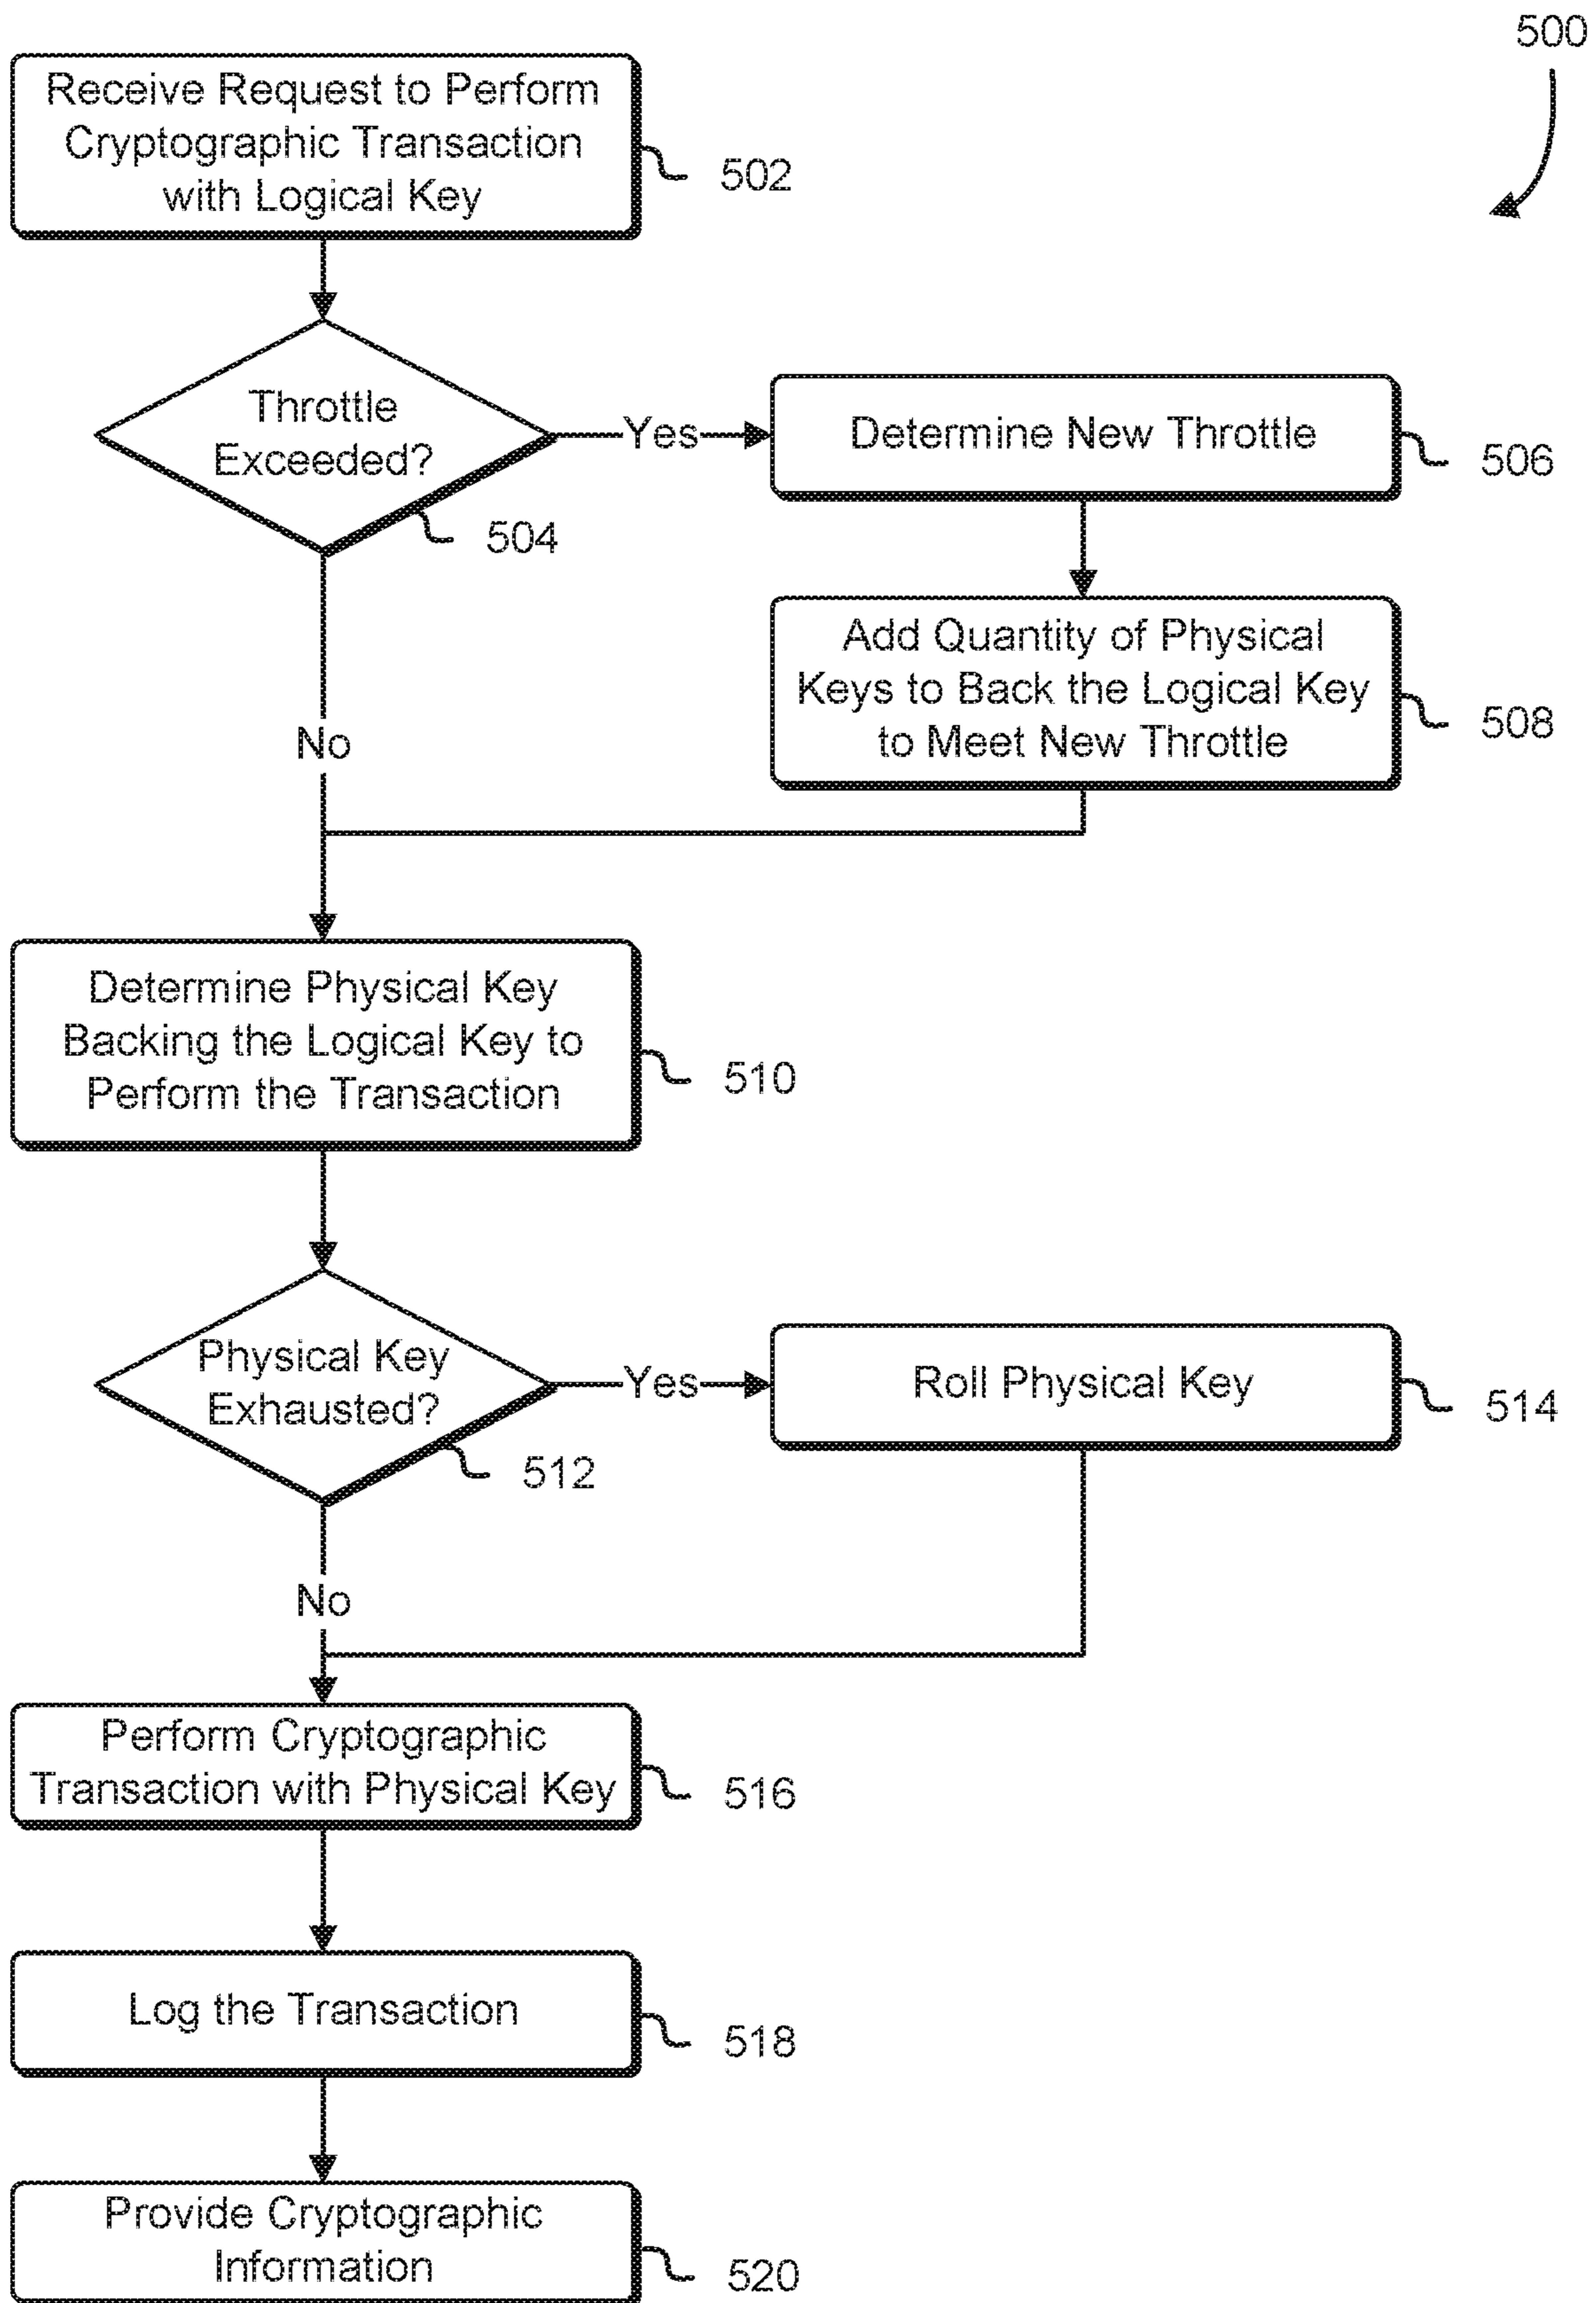 500
Receive Request to Perform
Cryptographic Transaction
with Logical Key
502
Throttle
Exceeded?
504
Yes
Determine New Throttle
506
Add Quantity of Physical
Keys to Back the Logical Key
to Meet New Throttle
508
No
Determine Physical Key
Backing the Logical Key to
Perform the Transaction
510
Physical Key
Exhausted?
512
Yes
Roll Physical Key
514
No
Perform Cryptographic
Transaction with Physical Key
516
Log the Transaction
518
Provide Cryptographic
Information
520